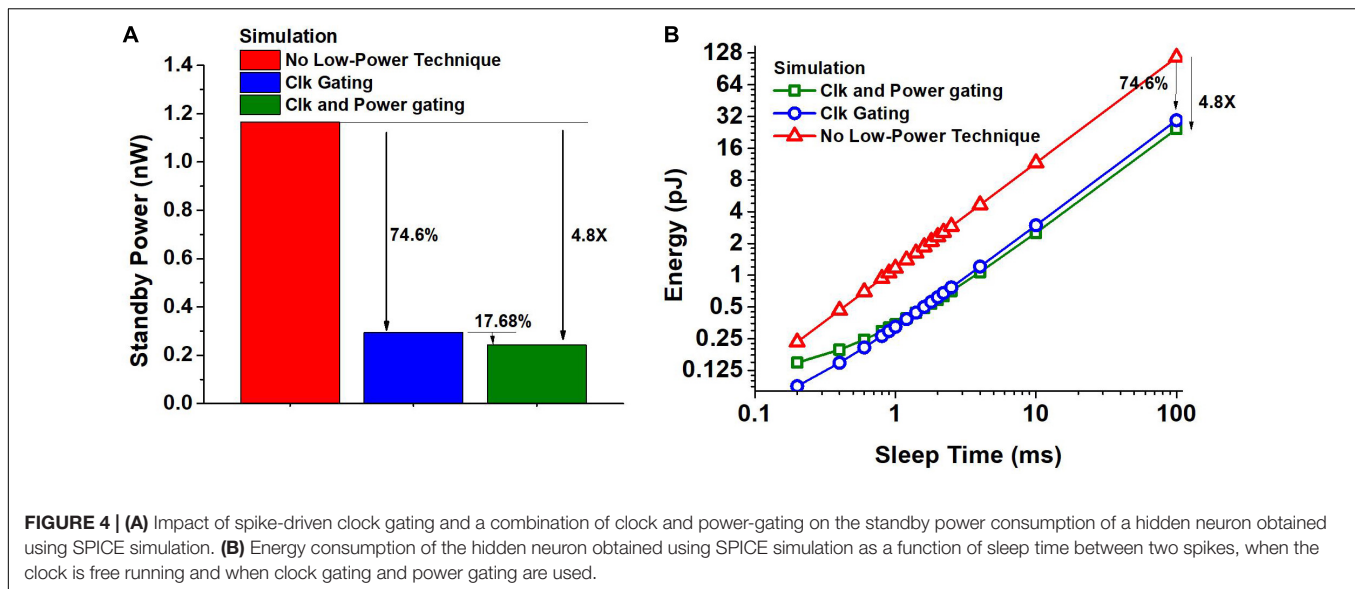 A
Simulation
No Low-Power Technique
Clk Gating
Clk and Power gating
1.4
1.2
1.0
0.8
0.6
0.4
0.2
0.0
Standby Power (nW)
74.6%
4.8X
17.68%
B
Simulation
Clk and Power gating
Clk Gating
No Low-Power Technique
128
64
32
16
8
4
2
1
0.5
0.25
0.125
Energy (pJ)
74.6%
4.8X
0.1
1
10
100
Sleep Time (ms)
FIGURE 4 | (A) Impact of spike-driven clock gating and a combination of clock and power-gating on the standby power consumption of a hidden neuron obtained
using SPICE simulation. (B) Energy consumption of the hidden neuron obtained using SPICE simulation as a function of sleep time between two spikes, when the
clock is free running and when clock gating and power gating are used.